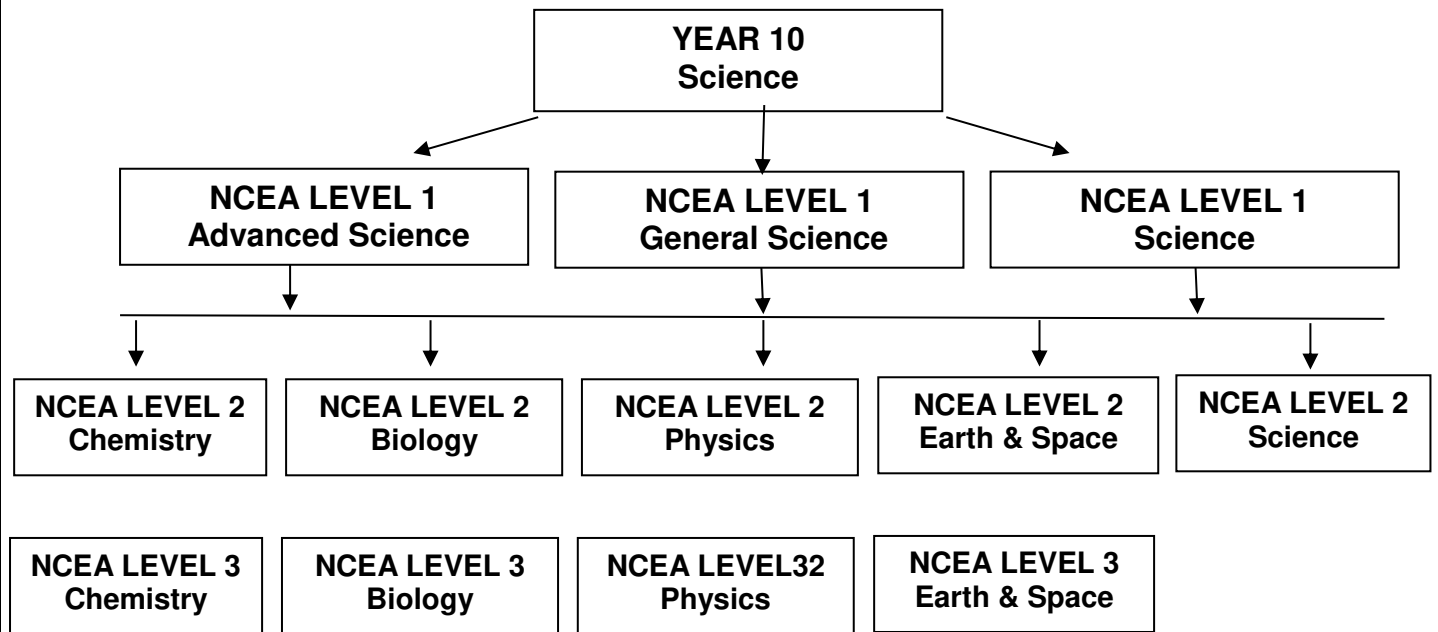 YEAR 10
Science
NCEA LEVEL 1
Advanced Science
NCEA LEVEL 1
General Science
NCEA LEVEL 1
Science
NCEA LEVEL 2
Chemistry
NCEA LEVEL 2
Biology
NCEA LEVEL 2
Physics
NCEA LEVEL 2
Earth & Space
NCEA LEVEL 2
Science
NCEA LEVEL 3
Chemistry
NCEA LEVEL 3
Biology
NCEA LEVEL32
Physics
NCEA LEVEL 3
Earth & Space